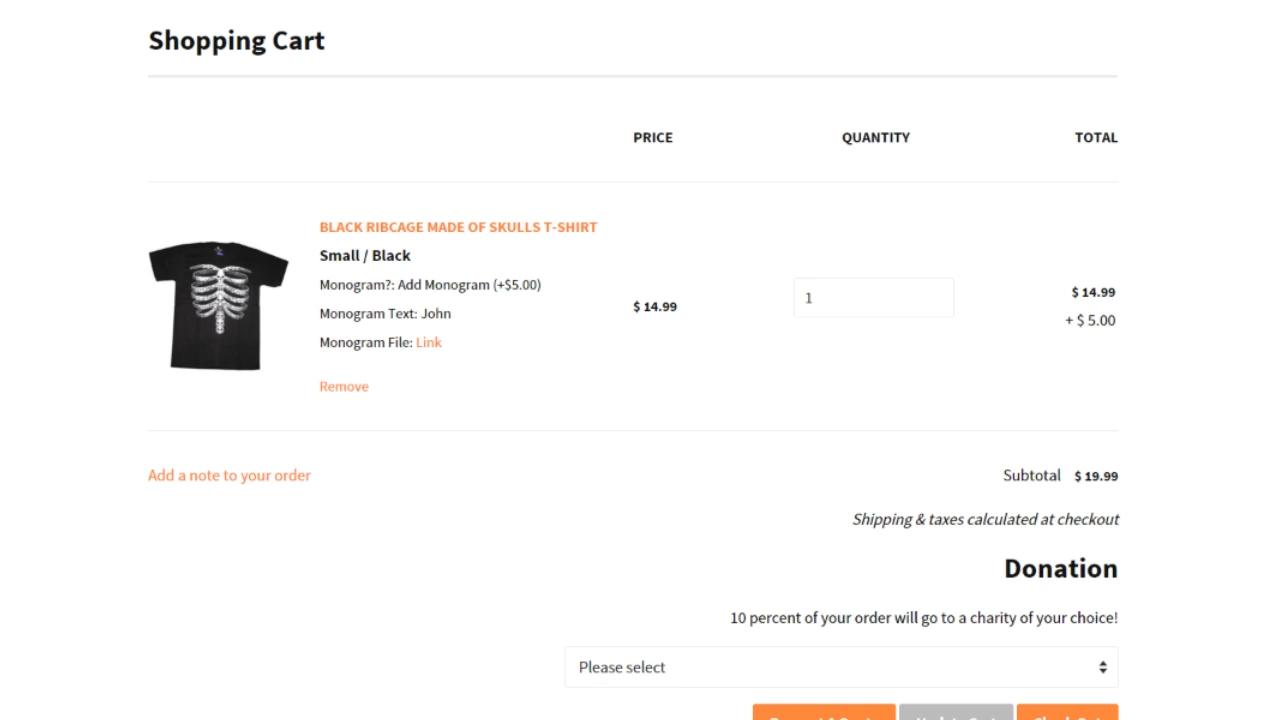 Shopping Cart
PRICE QUANTITY TOTAL
BLACK RIBCAGE MADE OF SKULLS T-SHIRT
Small / Black
Monogram?: Add Monogram (+$5.00)
Monogram Text: John
Monogram File: Link
Remove
$ 14.99
1
$ 14.99
+ $ 5.00
Add a note to your order
Subtotal $ 19.99
Shipping & taxes calculated at checkout
Donation
10 percent of your order will go to a charity of your choice!
Please select